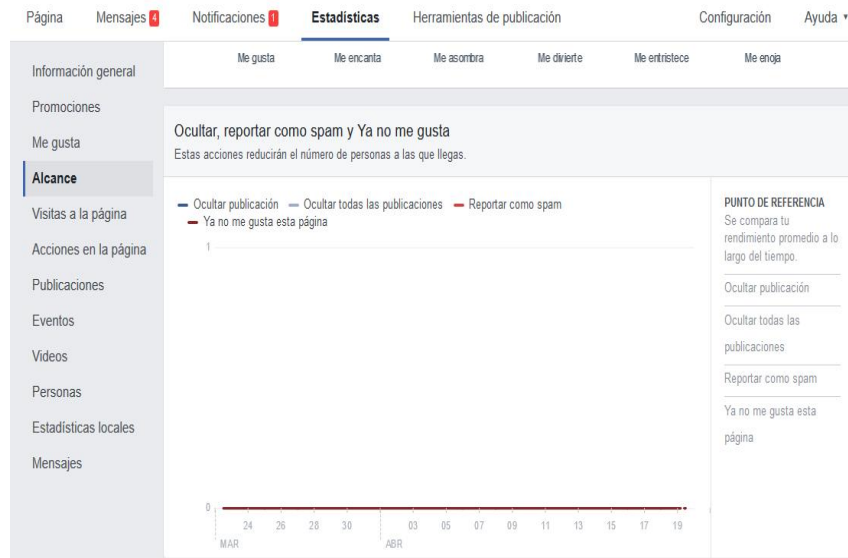 Página Mensajes 4 Notificaciones 1 Estadísticas Herramientas de publicación Configuración Ayuda
Información general
Promociones
Me gusta
Alcance
Visitas a la página
Acciones en la página
Publicaciones
Eventos
Videos
Personas
Estadísticas locales
Mensajes
Me gusta Me encanta Me asombra Me divierte Me entristece Me enoja
Ocultar, reportar como spam y Ya no me gusta
Estas acciones reducirán el número de personas a las que llegas.
Ocultar publicación Ocultar todas las publicaciones Reportar como spam
Ya no me gusta esta página
1
0
24 26 28 30 03 05 07 09 11 13 15 17 19
MAR ABR
PUNTO DE REFERENCIA
Se compara tu
rendimiento promedio a lo
largo del tiempo.
Ocultar publicación
Ocultar todas las
publicaciones
Reportar como spam
Ya no me gusta esta
página